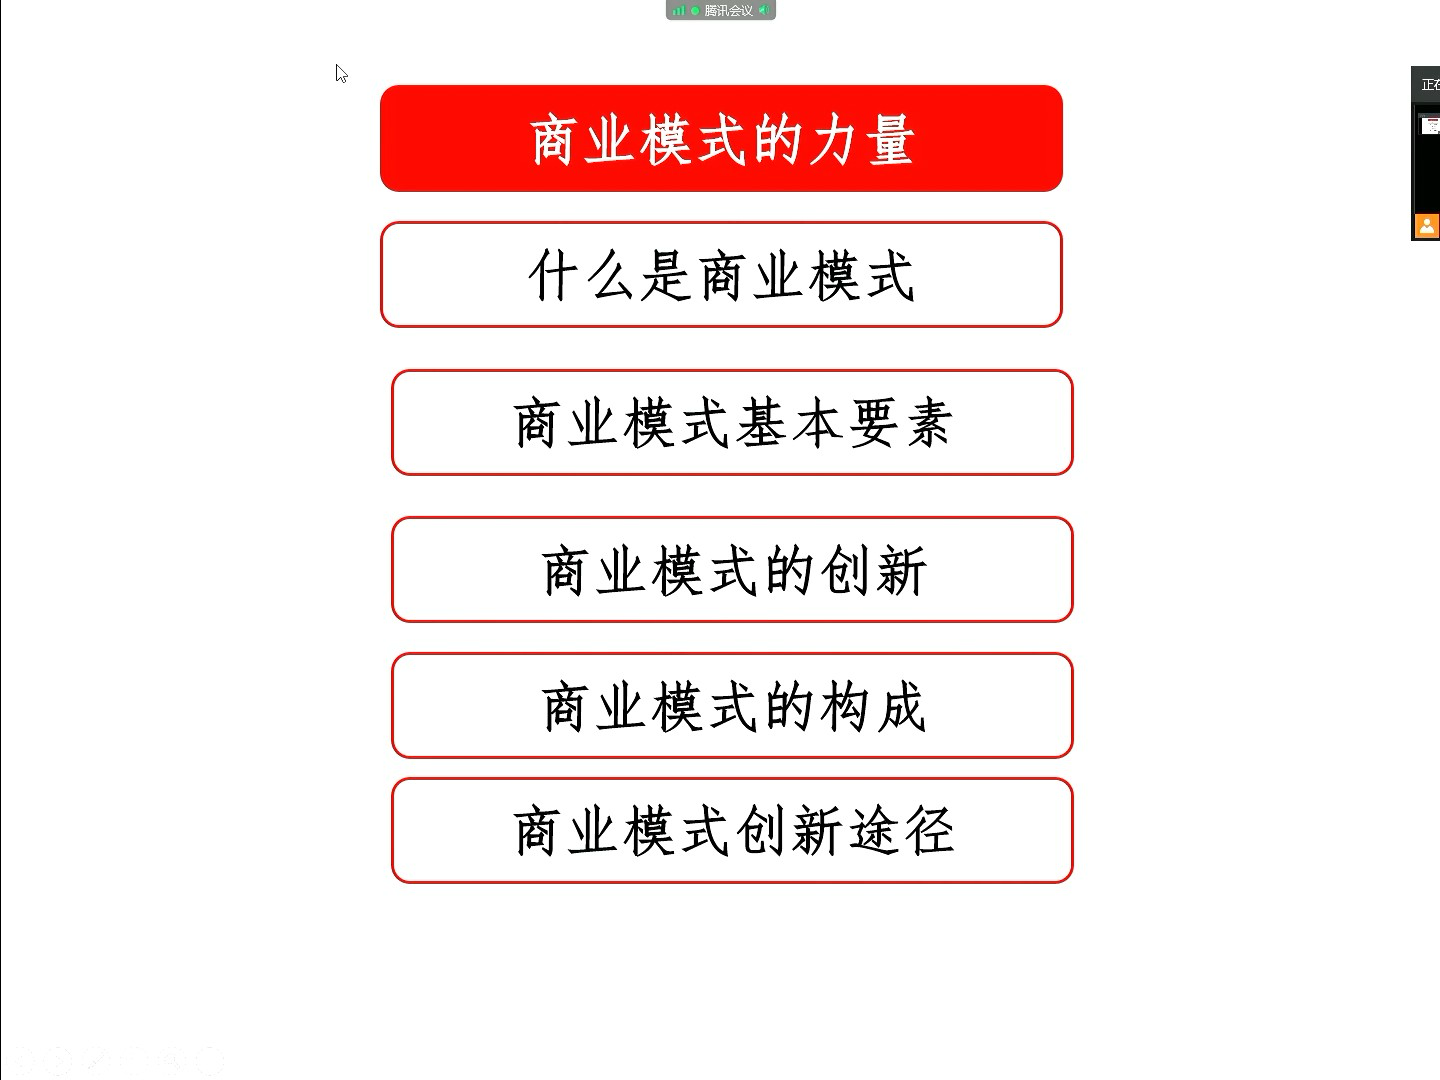 腾讯会议
正在
商业模式的力量
什么是商业模式
商业模式基本要素
商业模式的创新
商业模式的构成
商业模式创新途径